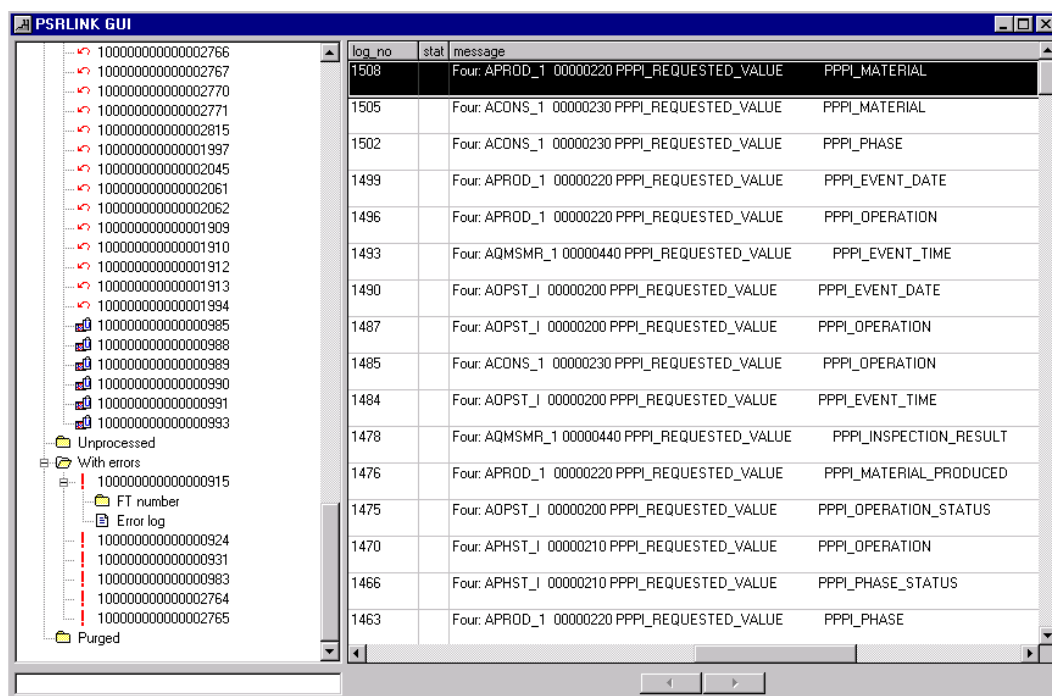 PSRLINK GUI
100000000000002766
100000000000002767
100000000000002770
100000000000002771
100000000000002815
100000000000001997
100000000000002045
100000000000002061
100000000000002062
100000000000001909
100000000000001910
100000000000001912
100000000000001913
100000000000001994
100000000000000985
100000000000000988
100000000000000989
100000000000000990
100000000000000991
100000000000000993
Unprocessed
With errors
100000000000000915
FT number
Error log
100000000000000924
100000000000000931
100000000000000983
100000000000002764
100000000000002765
Purged
log_no stat message
1508 Four: APROD_1 00000220 PPPI_REQUESTED_VALUE PPPI_MATERIAL
1505 Four: ACONS_1 00000230 PPPI_REQUESTED_VALUE PPPI_MATERIAL
1502 Four: ACONS_1 00000230 PPPI_REQUESTED_VALUE PPPI_PHASE
1499 Four: APROD_1 00000220 PPPI_REQUESTED_VALUE PPPI_EVENT_DATE
1496 Four: APROD_1 00000220 PPPI_REQUESTED_VALUE PPPI_OPERATION
1493 Four: AQMSMR_1 00000440 PPPI_REQUESTED_VALUE PPPI_EVENT_TIME
1490 Four: AOPST_I 00000200 PPPI_REQUESTED_VALUE PPPI_EVENT_DATE
1487 Four: AOPST_I 00000200 PPPI_REQUESTED_VALUE PPPI_OPERATION
1485 Four: ACONS_1 00000230 PPPI_REQUESTED_VALUE PPPI_OPERATION
1484 Four: AOPST_I 00000200 PPPI_REQUESTED_VALUE PPPI_EVENT_TIME
1478 Four: AQMSMR_1 00000440 PPPI_REQUESTED_VALUE PPPI_INSPECTION_RESULT
1476 Four: APROD_1 00000220 PPPI_REQUESTED_VALUE PPPI_MATERIAL_PRODUCED
1475 Four: AOPST_I 00000200 PPPI_REQUESTED_VALUE PPPI_OPERATION_STATUS
1470 Four: APHST_I 00000210 PPPI_REQUESTED_VALUE PPPI_OPERATION
1466 Four: APHST_I 00000210 PPPI_REQUESTED_VALUE PPPI_PHASE_STATUS
1463 Four: APROD_1 00000220 PPPI_REQUESTED_VALUE PPPI_PHASE